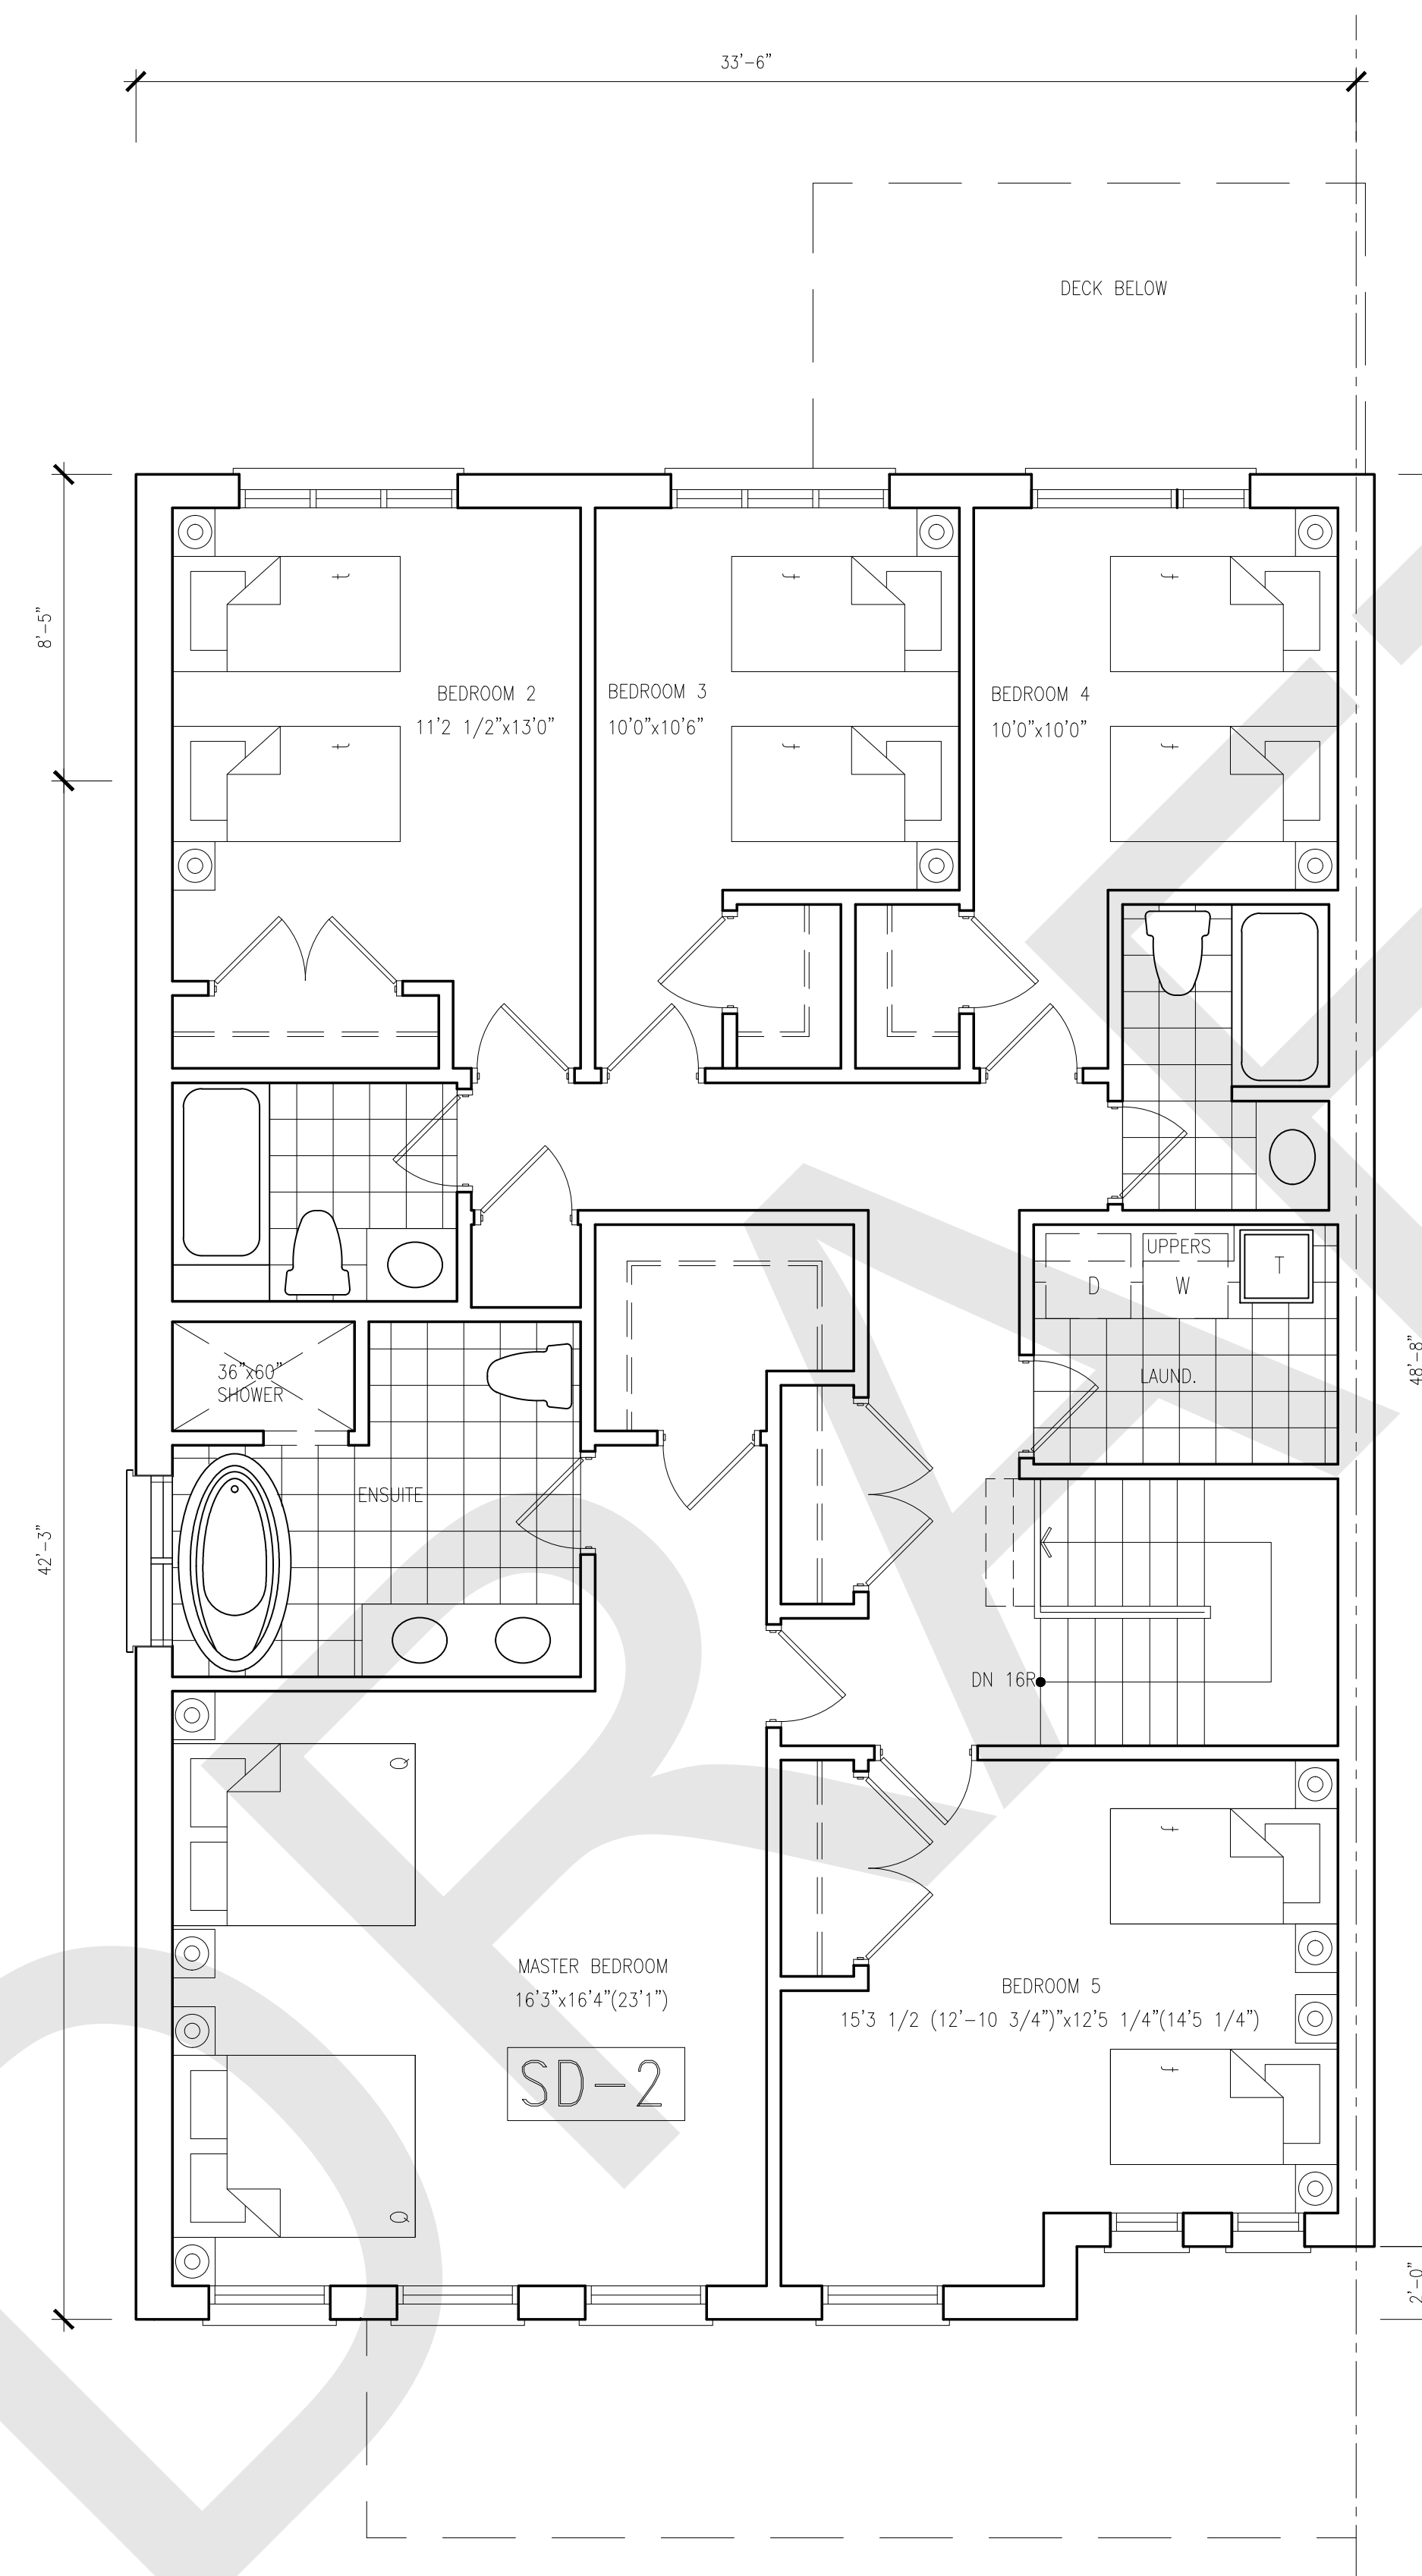 33'-6"
DECK BELOW
8'-5"
BEDROOM 2
11'2 1/2"x13'0"
BEDROOM 3
10'0"x10'6"
BEDROOM 4
10'0"x10'0"
f
f
f
f
f
f
UPPERS
D
W
T
36"x60"
SHOWER
LAUND.
48'-8"
ENSUITE
42'-3"
DN 16R
Q
f
MASTER BEDROOM
16'3"x16'4"(23'1")
BEDROOM 5
15'3 1/2 (12'-10 3/4")"x12'5 1/4"(14'5 1/4")
SD-2
f
Q
2'-0"
DRAFT